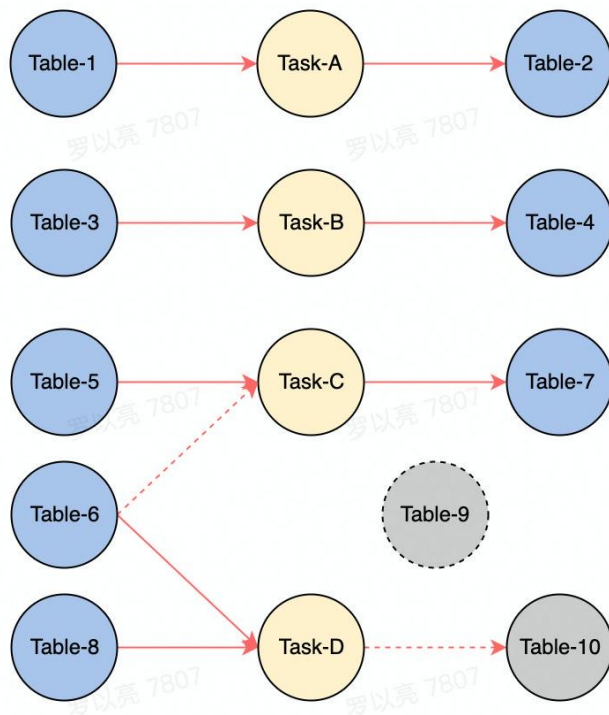 Table-1
Task-A
Table-2
罗以亮 7807
罗以亮 7807
Table-3
Task-B
Table-4
Table-5
Task-C
Table-7
罗以亮 7807
罗以亮 7807
Table-6
Table-9
Table-8
Task-D
Table-10
罗以亮 7807
罗以亮 7807